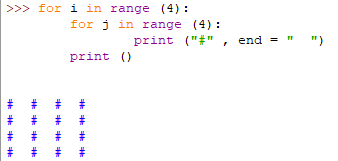 >>> for i in range (4):
        for j in range (4):
                print ("#" , end = "  ")
        print ()
#  #  #  #
#  #  #  #
#  #  #  #
#  #  #  #